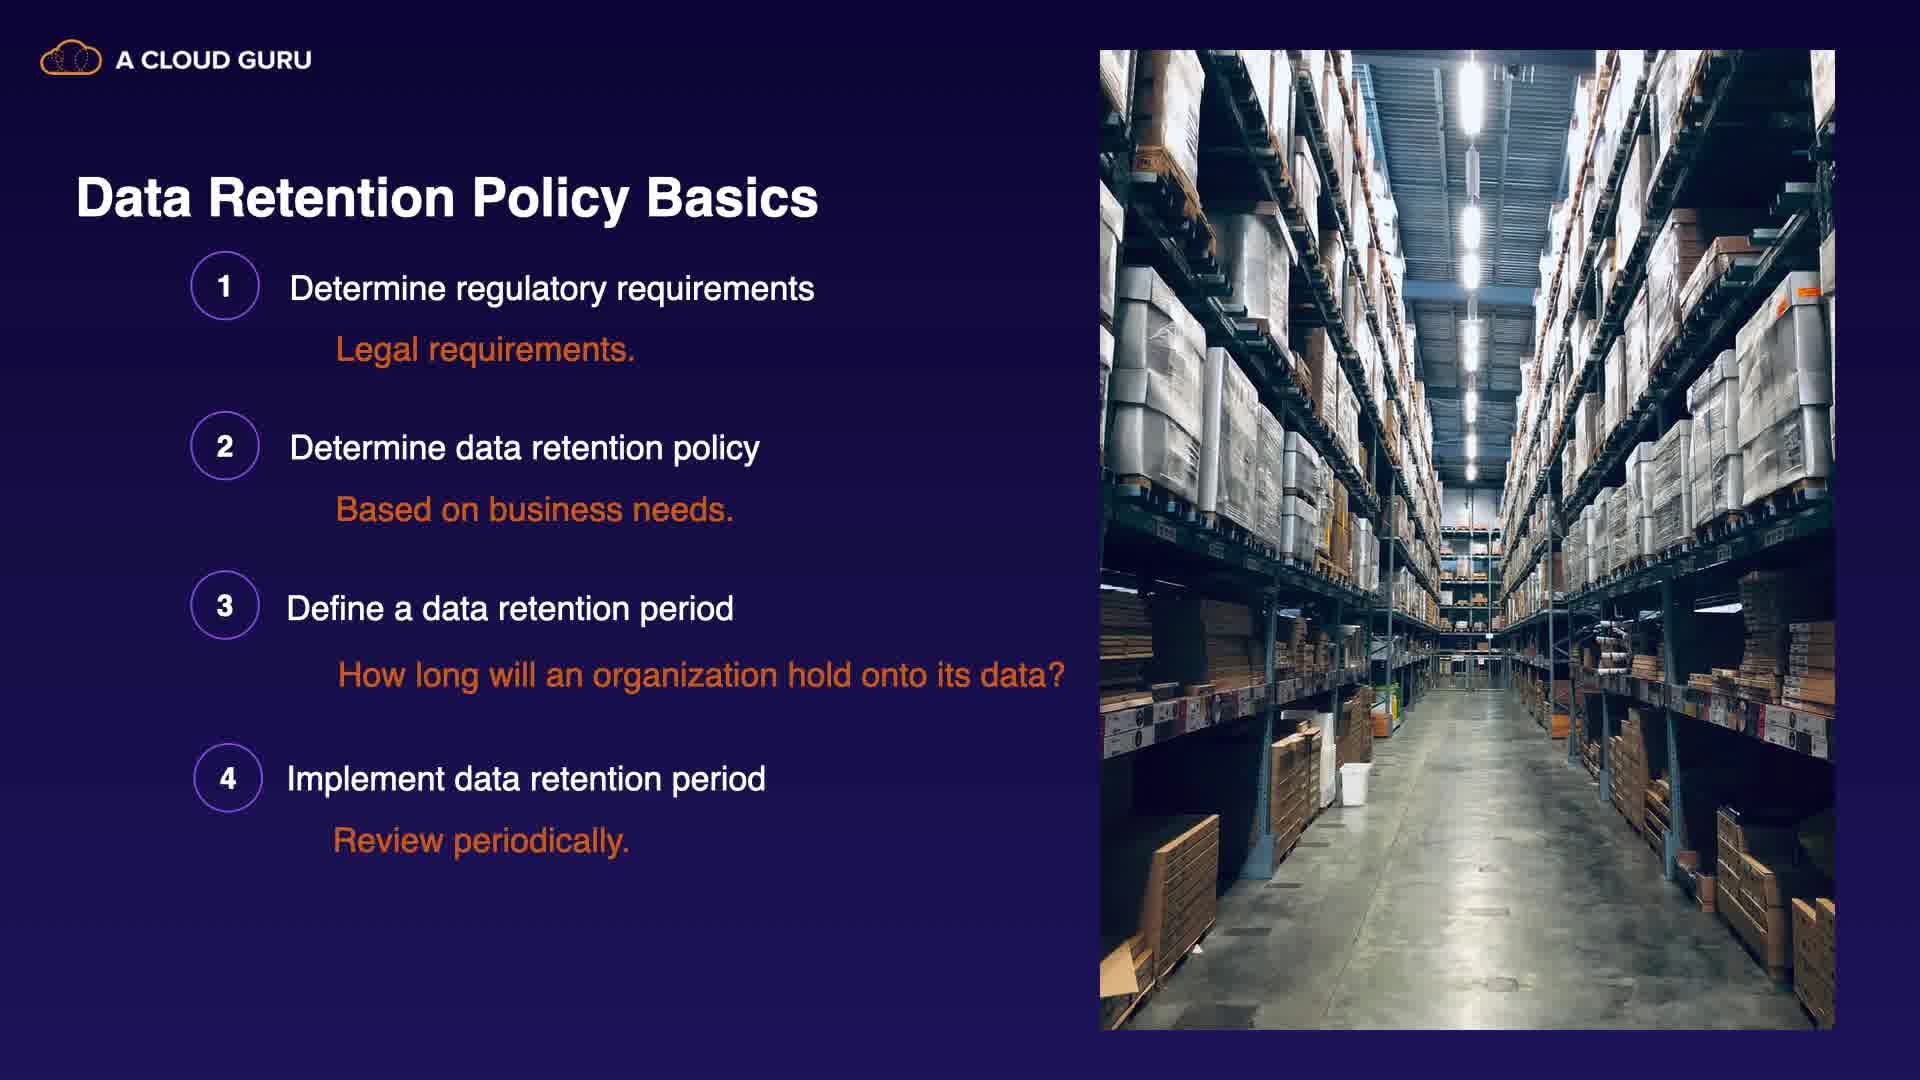 A CLOUD GURU
Data Retention Policy Basics
1 Determine regulatory requirements
Legal requirements.
2 Determine data retention policy
Based on business needs.
3 Define a data retention period
How long will an organization hold onto its data?
4 Implement data retention period
Review periodically.